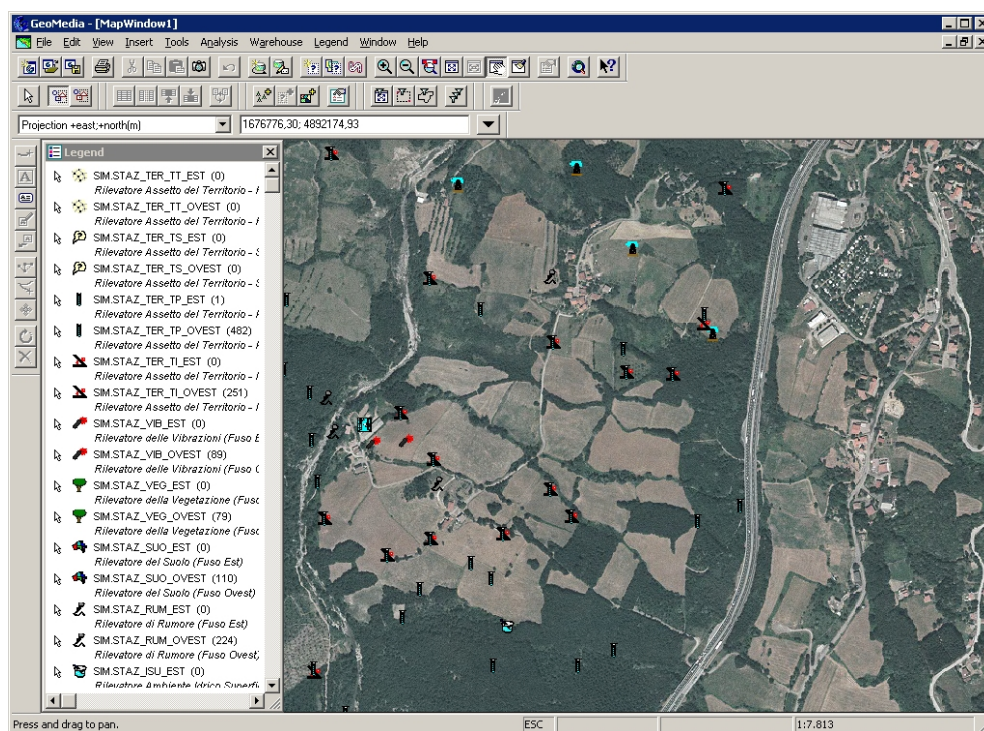 GeoMedia - [MapWindow1]
File Edit View Insert Tools Analysis Warehouse Legend Window Help
Projection +east;+north(m) 1676776,30; 4892174,93
Legend
SIM.STAZ_TER_TT_EST (0)
Rilevatore Assetto del Territorio -
SIM.STAZ_TER_TT_OVEST (0)
Rilevatore Assetto del Territorio -
SIM.STAZ_TER_TS_EST (0)
Rilevatore Assetto del Territorio -
SIM.STAZ_TER_TS_OVEST (0)
Rilevatore Assetto del Territorio -
SIM.STAZ_TER_TP_EST (1)
Rilevatore Assetto del Territorio -
SIM.STAZ_TER_TP_OVEST (482)
Rilevatore Assetto del Territorio -
SIM.STAZ_TER_TI_EST (0)
Rilevatore Assetto del Territorio -
SIM.STAZ_TER_TI_OVEST (251)
Rilevatore Assetto del Territorio -
SIM.STAZ_VIB_EST (0)
Rilevatore delle Vibrazioni (Fuso
SIM.STAZ_VIB_OVEST (89)
Rilevatore delle Vibrazioni (Fuso
SIM.STAZ_VEG_EST (0)
Rilevatore della Vegetazione (Fuso
SIM.STAZ_VEG_OVEST (79)
Rilevatore della Vegetazione (Fuso
SIM.STAZ_SUO_EST (0)
Rilevatore del Suolo (Fuso Est)
SIM.STAZ_SUO_OVEST (110)
Rilevatore del Suolo (Fuso Ovest)
SIM.STAZ_RUM_EST (0)
Rilevatore di Rumore (Fuso Est)
SIM.STAZ_RUM_OVEST (224)
Rilevatore di Rumore (Fuso Ovest)
SIM.STAZ_ISU_EST (0)
Rilevatore Ambiente Idrico Superfi
Press and drag to pan. ESC 1:7.813